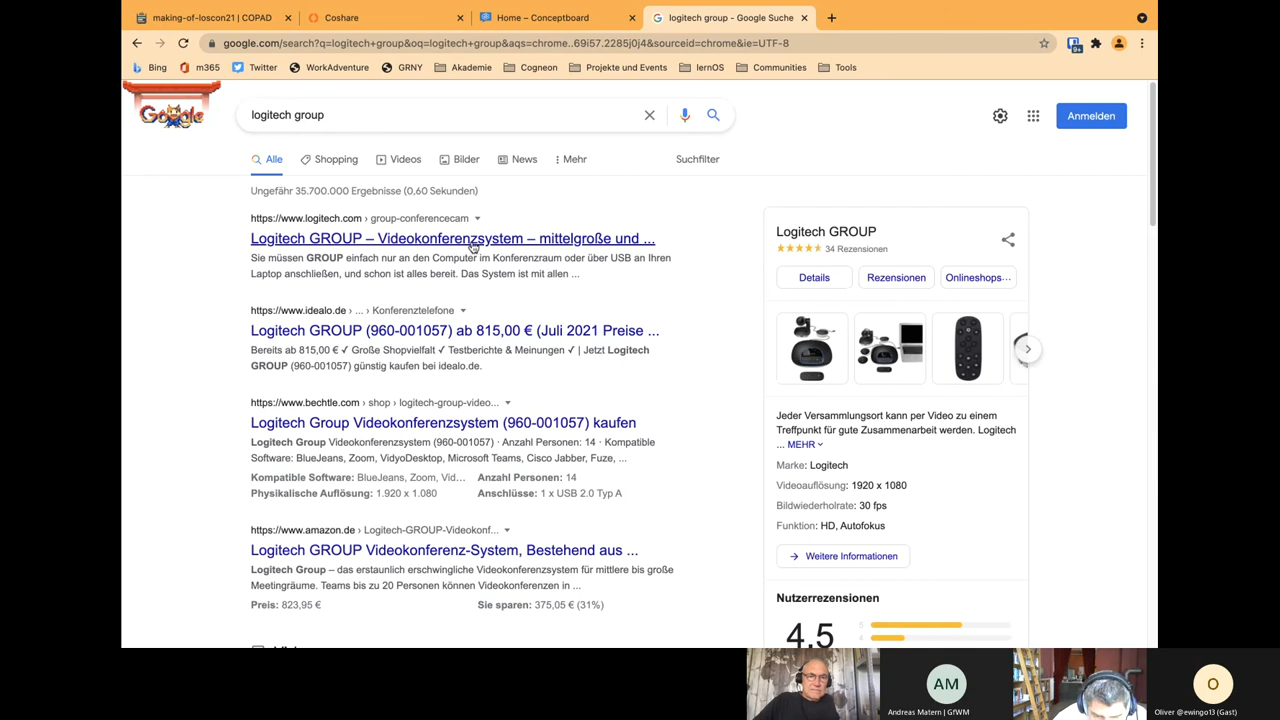 making-of-loscon21 | COPAD
Coshare
Home – Conceptboard
logitech group - Google Suche
google.com/search?q=logitech+group&oq=logitech+group&aqs=chrome..69i57.2285j0j4&sourceid=chrome&ie=UTF-8
9+
Bing
m365
Twitter
WorkAdventure
GRNY
Akademie
Cogneon
Projekte und Events
lernOS
Communities
Tools
logitech group
Anmelden
Alle
Shopping
Videos
Bilder
News
Mehr
Suchfilter
Ungefähr 35.700.000 Ergebnisse (0,60 Sekunden)
https://www.logitech.com › group-conferencecam
Logitech GROUP – Videokonferenzsystem – mittelgroße und ...
Sie müssen GROUP einfach nur an den Computer im Konferenzraum oder über USB an Ihren
Laptop anschließen, und schon ist alles bereit. Das System ist mit allen ...
https://www.idealo.de › ... › Konferenztelefone
Logitech GROUP (960-001057) ab 815,00 € (Juli 2021 Preise ...
Bereits ab 815,00 € ✓ Große Shopvielfalt ✓ Testberichte & Meinungen ✓ | Jetzt Logitech
GROUP (960-001057) günstig kaufen bei idealo.de.
https://www.bechtle.com › shop › logitech-group-video...
Logitech Group Videokonferenzsystem (960-001057) kaufen
Logitech Group Videokonferenzsystem (960-001057) · Anzahl Personen: 14 · Kompatible
Software: BlueJeans, Zoom, VidyoDesktop, Microsoft Teams, Cisco Jabber, Fuze, ...
Kompatible Software: BlueJeans, Zoom, Vid... Anzahl Personen: 14
Physikalische Auflösung: 1.920 x 1.080 Anschlüsse: 1 x USB 2.0 Typ A
https://www.amazon.de › Logitech-GROUP-Videokonf...
Logitech GROUP Videokonferenz-System, Bestehend aus ...
Logitech Group – das erstaunlich erschwingliche Videokonferenzsystem für mittlere bis große
Meetingräume. Teams bis zu 20 Personen können Videokonferenzen in ...
Preis: 823,95 € Sie sparen: 375,05 € (31%)
Logitech GROUP
34 Rezensionen
Details
Rezensionen
Onlineshops...
Jeder Versammlungsort kann per Video zu einem
Treffpunkt für gute Zusammenarbeit werden. Logitech
... MEHR
Marke: Logitech
Videoauflösung: 1920 x 1080
Bildwiederholrate: 30 fps
Funktion: HD, Autofokus
Weitere Informationen
Nutzerrezensionen
4,5
5
4
AM
Andreas Matern | GfWM
O
Oliver @ewingo13 (Gast)